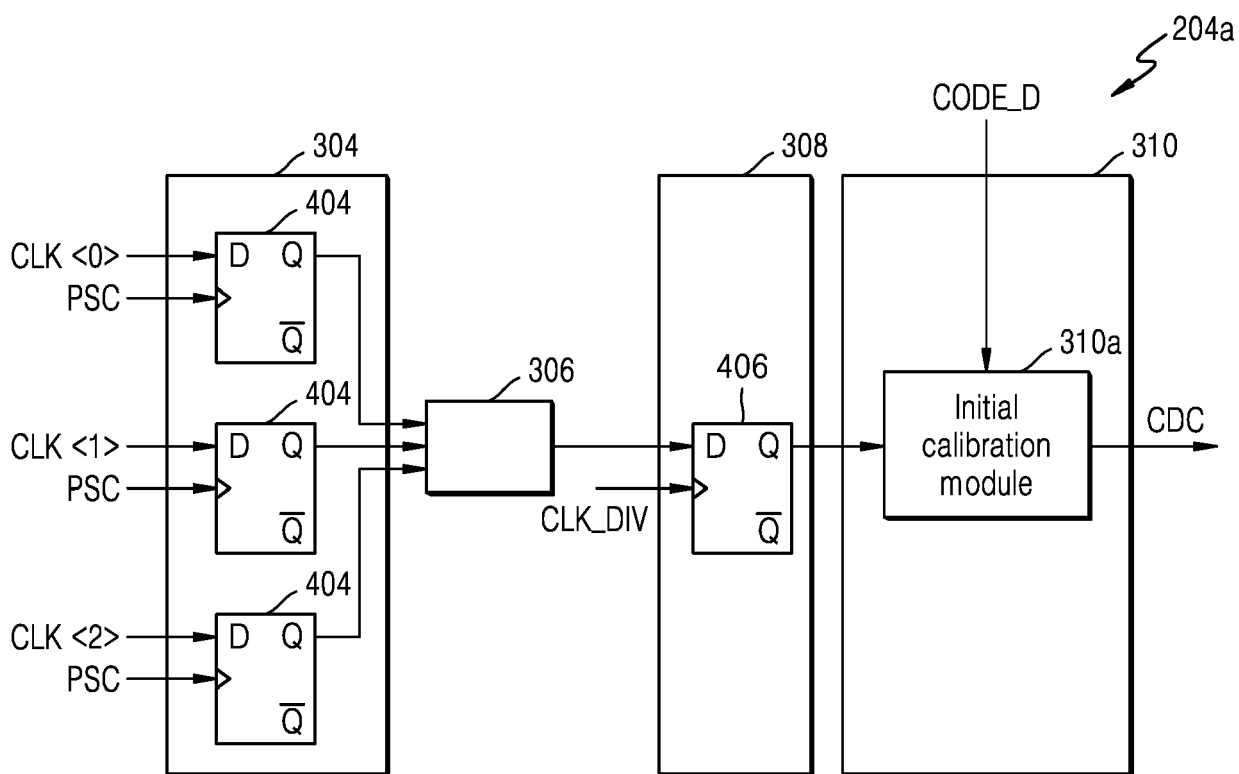 204a
CODE_D
304
308
310
404
CLK <0>
D Q
PSC
Q̅
310a
306
406
404
Initial
calibration
module
CLK <1>
D Q
D Q
CDC
PSC
CLK_DIV
Q̅
Q̅
404
CLK <2>
D Q
PSC
Q̅